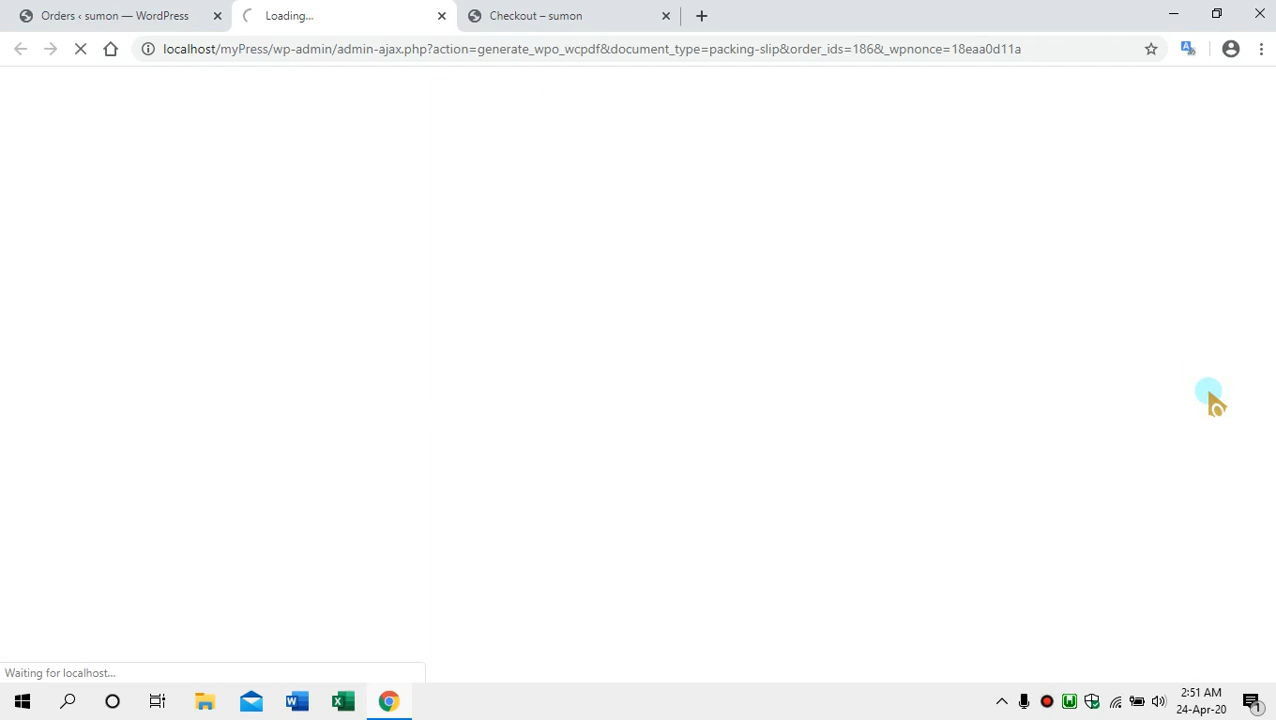 Orders ‹ sumon — WordPress
Loading...
Checkout – sumon
localhost/myPress/wp-admin/admin-ajax.php?action=generate_wpo_wcpdf&document_type=packing-slip&order_ids=186&_wpnonce=18eaa0d11a
Waiting for localhost...
2:51 AM
24-Apr-20
1